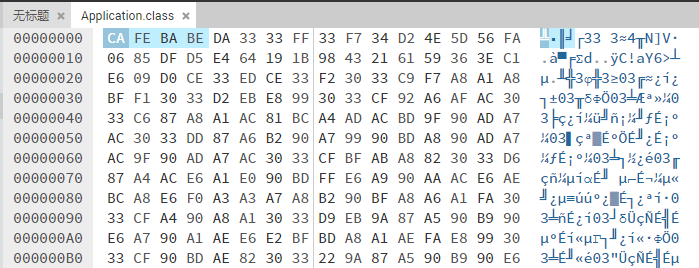 无标题 Application.class
00000000 CA FE BA BE DA 33 33 FF 33 F7 34 D2 4E 5D 56 FA ╩■║╛┌33 3≈4╥N]V·
00000010 06 85 DF D5 E4 64 19 1B 98 43 21 61 59 36 3E C1 .à▀╒Σd..ÿC!aY6>┴
00000020 E6 09 D0 CE 33 ED CE 33 F2 30 33 C9 F7 A8 A1 A8 µ.╨╬3φ╬3≥03╔≈¿í¿
00000030 BF F1 30 33 D2 EB E8 99 30 33 CF 92 A6 AF AC 30 ┐±03╥δΦÖ03╧Æª»¼0
00000040 33 C6 87 A8 A1 AC 81 BC A4 AD AC BD 9F 90 AD A7 3╞ç¿í¼ü╝ñ¡¼╜ƒÉ¡º
00000050 AC 30 33 DD 87 A6 B2 90 A7 99 90 BD A8 90 AD A7 ¼03▌çª▓ÉºÖÉ╜¿É¡º
00000060 AC 9F 90 AD A7 AC 30 33 CF BF AB A8 82 30 33 D6 ¼ƒÉ¡º¼03╧┐½¿é03╓
00000070 87 A4 AC E6 A1 E0 90 BD FF E6 A9 90 AA AC E6 AE çñ¼µíαÉ╜ µ⌐É¬¼µ«
00000080 BC A8 E6 F0 A3 A3 A7 A8 B2 90 BF A8 A6 A1 FA 30 ╝¿µ≡úúº¿▓É┐¿ªí·0
00000090 33 CF A4 90 A8 A1 30 33 D9 EB 9A 87 A5 90 B9 90 3╧ñÉ¿í03┘δÜçÑÉ╣É
000000A0 E6 A7 90 A1 AE E6 E2 BF BD A8 A1 AE FA E8 99 30 µºÉí«µΓ┐╜¿í«·ΦÖ0
000000B0 33 CF 90 BD AE 82 30 33 22 9A 87 A5 90 B9 90 E6 3╧É╜«é03"ÜçÑÉ╣Éµ